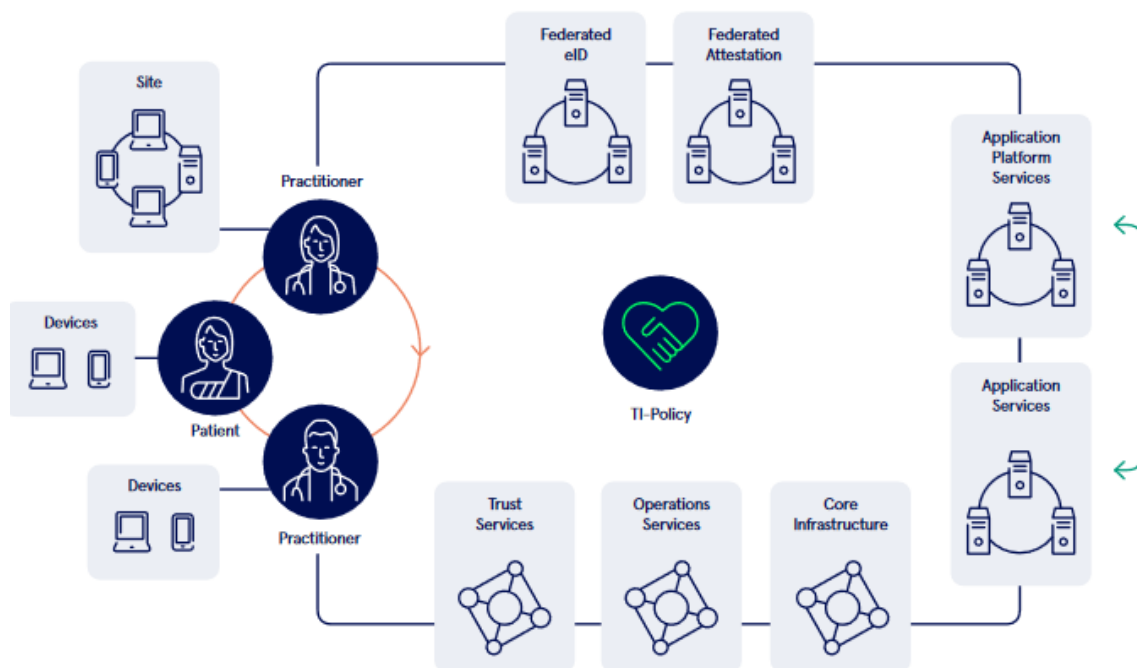 Federated
eID
Federated
Attestation
Site
Practitioner
Application
Platform
Services
Devices
Patient
TI-Policy
Application
Services
Devices
Practitioner
Trust
Services
Operations
Services
Core
Infrastructure